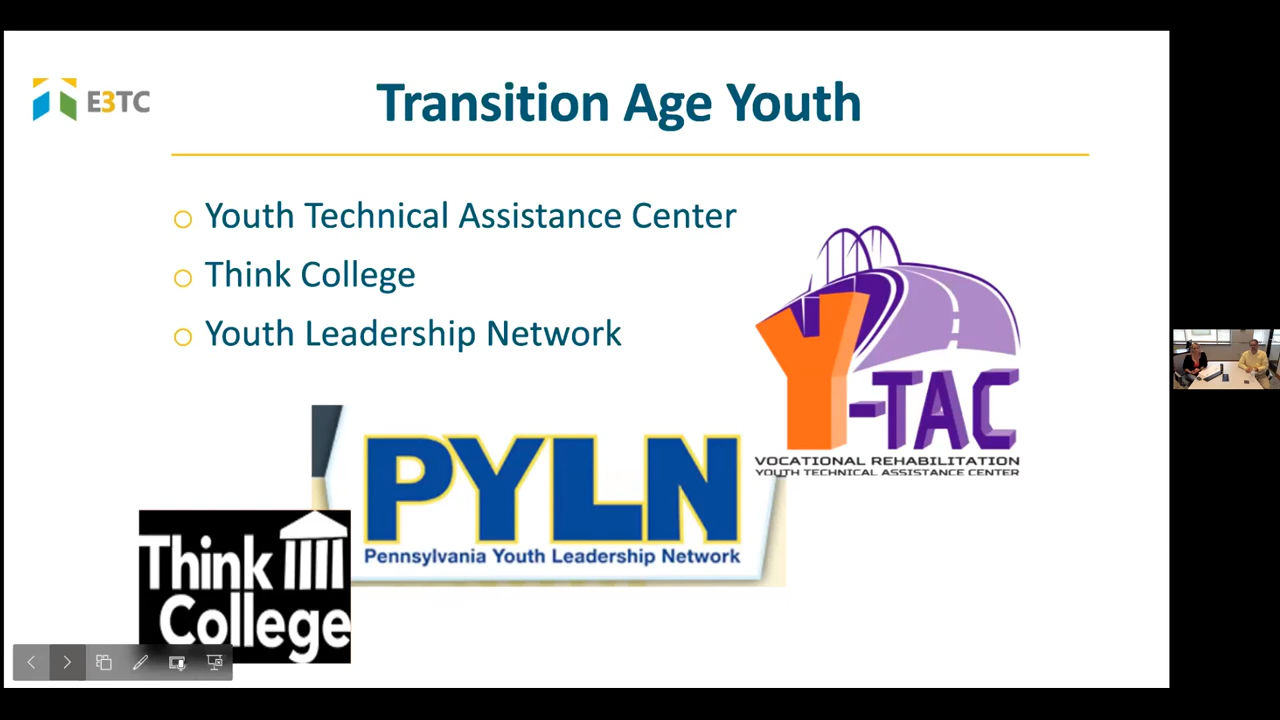 E3TC
Transition Age Youth
Youth Technical Assistance Center
Think College
Youth Leadership Network
Y-TAC
VOCATIONAL REHABILITATION
YOUTH TECHNICAL ASSISTANCE CENTER
PYLN
Pennsylvania Youth Leadership Network
Think
College